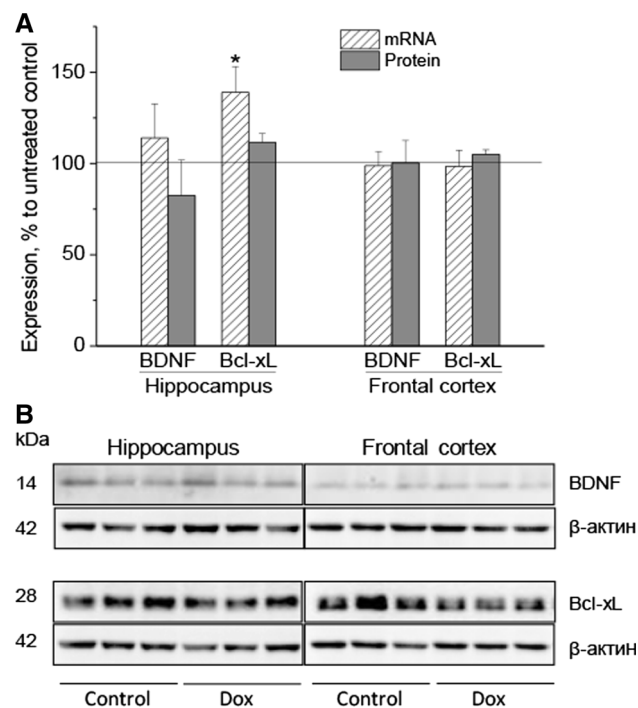 A
Expression, % to untreated control
150
100
50
0
mRNA
Protein
*
BDNF Bcl-xL BDNF Bcl-xL
Hippocampus Frontal cortex
B
kDa
Hippocampus Frontal cortex
14 BDNF
42 β-актин
28 Bcl-xL
42 β-актин
Control Dox Control Dox